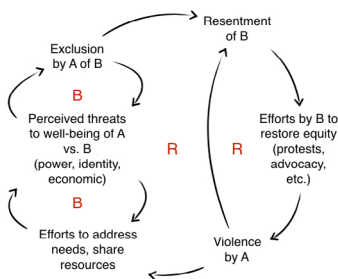 Resentment
of B
Exclusion
by A of B
B
Perceived threats
to well-being of A
vs. B
(power, identity,
economic)
R
R
Efforts by B to
restore equity
(protests,
advocacy,
etc.)
B
Efforts to address
needs, share
resources
Violence
by A